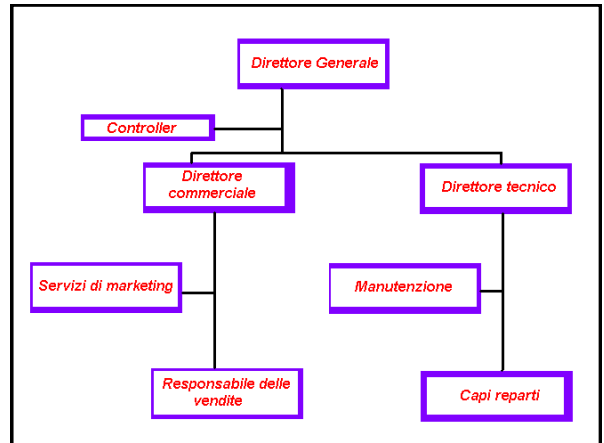 Direttore Generale
Controller
Direttore
commerciale
Direttore tecnico
Servizi di marketing
Manutenzione
Responsabile delle
vendite
Capi reparti